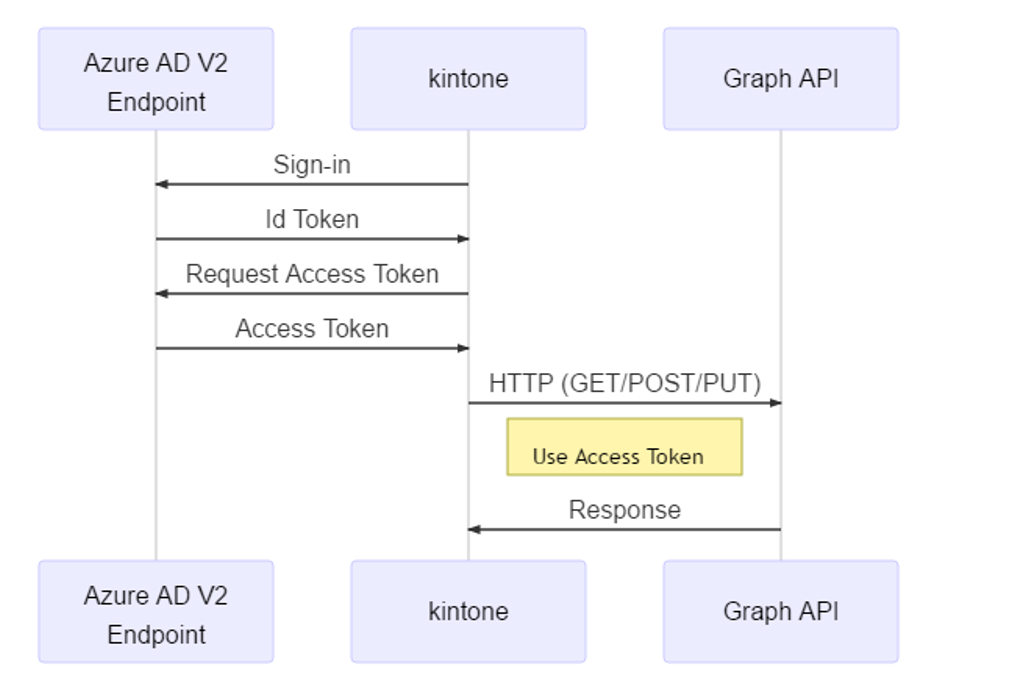 Azure AD V2
Endpoint
kintone
Graph API
Sign-in
Id Token
Request Access Token
Access Token
HTTP (GET/POST/PUT)
Use Access Token
Response
Azure AD V2
Endpoint
kintone
Graph API